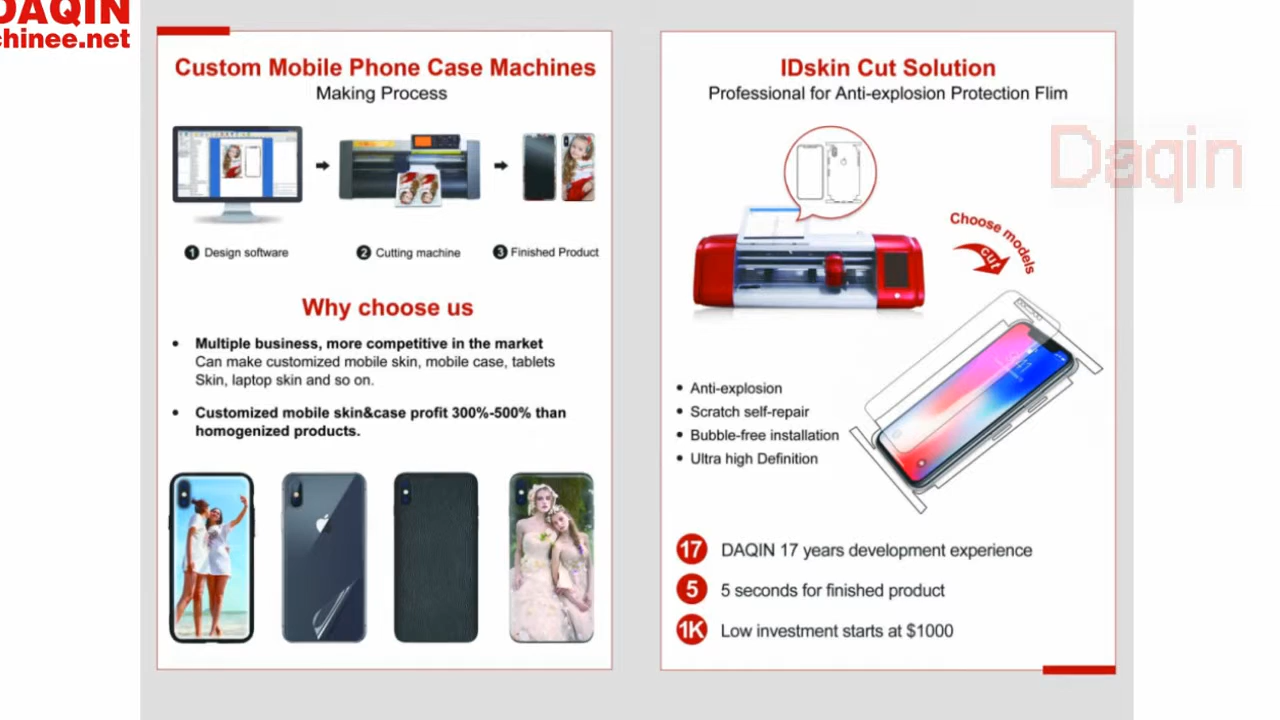 DAQIN
chinee.net
Custom Mobile Phone Case Machines
Making Process
1 Design software
2 Cutting machine
3 Finished Product
Why choose us
• Multiple business, more competitive in the market
Can make customized mobile skin, mobile case, tablets
Skin, laptop skin and so on.
• Customized mobile skin&case profit 300%-500% than
homogenized products.
IDskin Cut Solution
Professional for Anti-explosion Protection Flim
Daqin
Choose models
cut
• Anti-explosion
• Scratch self-repair
• Bubble-free installation
• Ultra high Definition
17 DAQIN 17 years development experience
5 5 seconds for finished product
1K Low investment starts at $1000